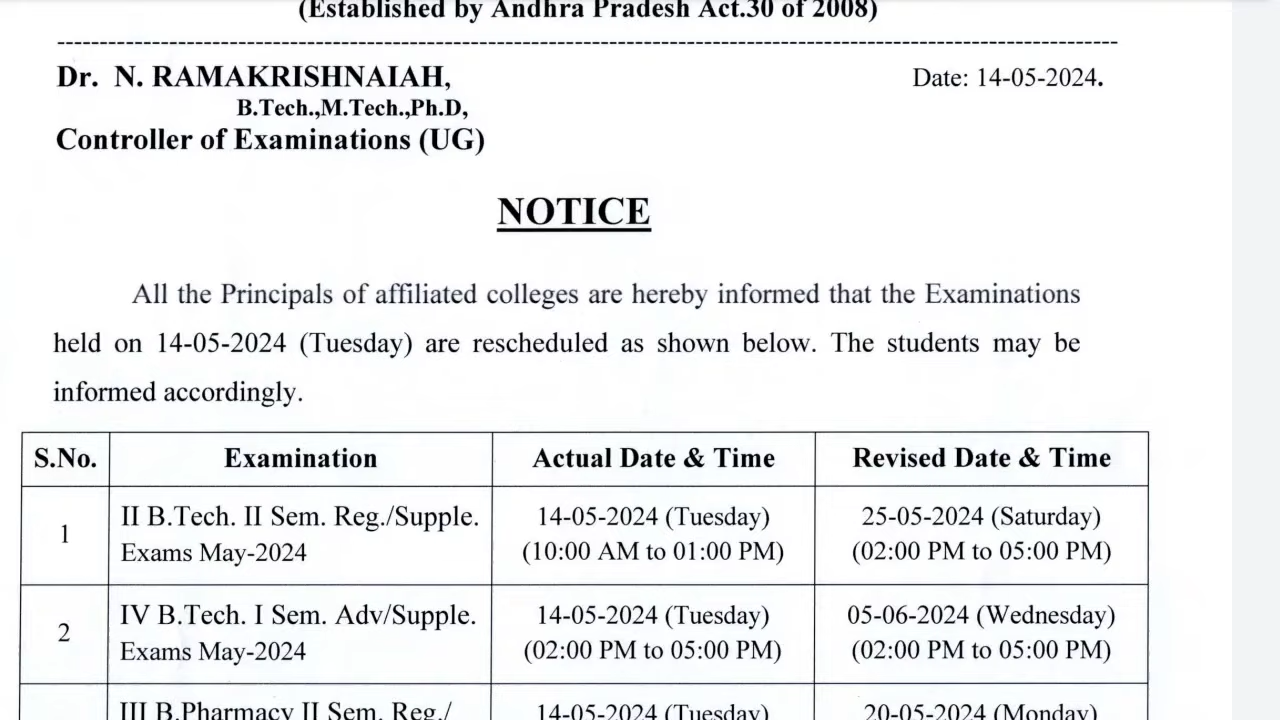 (Established by Andhra Pradesh Act.30 of 2008)
Dr. N. RAMAKRISHNAIAH,
Date: 14-05-2024.
B.Tech.,M.Tech.,Ph.D,
Controller of Examinations (UG)
NOTICE
All the Principals of affiliated colleges are hereby informed that the Examinations
held on 14-05-2024 (Tuesday) are rescheduled as shown below. The students may be
informed accordingly.
S.No. Examination Actual Date & Time Revised Date & Time
1 II B.Tech. II Sem. Reg./Supple. 14-05-2024 (Tuesday) 25-05-2024 (Saturday)
Exams May-2024 (10:00 AM to 01:00 PM) (02:00 PM to 05:00 PM)
2 IV B.Tech. I Sem. Adv/Supple. 14-05-2024 (Tuesday) 05-06-2024 (Wednesday)
Exams May-2024 (02:00 PM to 05:00 PM) (02:00 PM to 05:00 PM)
III B.Pharmacy II Sem. Reg./ 14-05-2024 (Tuesday) 20-05-2024 (Monday)